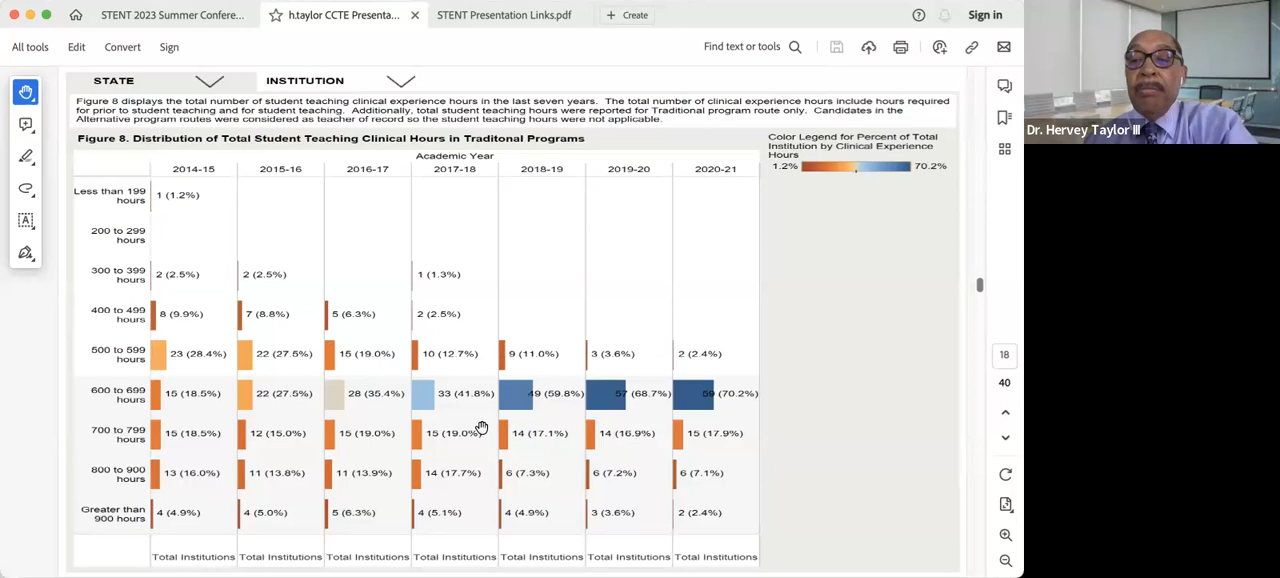 STENT 2023 Summer Confere... h.taylor CCTE Presenta... STENT Presentation Links.pdf + Create Sign in
All tools Edit Convert Sign Find text or tools
STATE INSTITUTION
Figure 8 displays the total number of student teaching clinical experience hours in the last seven years. The total number of clinical experience hours include hours required
for prior to student teaching and for student teaching. Additionally, total student teaching hours were reported for Traditional program route only. Candidates in the
Alternative program routes were considered as teacher of record so the student teaching hours were not applicable.
Figure 8. Distribution of Total Student Teaching Clinical Hours in Traditonal Programs
Color Legend for Percent of Total
Institution by Clinical Experience
Hours
1.2% 70.2%
Academic Year
2014-15 2015-16 2016-17 2017-18 2018-19 2019-20 2020-21
Less than 199
hours
1 (1.2%)
200 to 299
hours
300 to 399
hours
2 (2.5%) 2 (2.5%) 1 (1.3%)
400 to 499
hours
8 (9.9%) 7 (8.8%) 5 (6.3%) 2 (2.5%)
500 to 599
hours
23 (28.4%) 22 (27.5%) 15 (19.0%) 10 (12.7%) 9 (11.0%) 3 (3.6%) 2 (2.4%)
600 to 699
hours
15 (18.5%) 22 (27.5%) 28 (35.4%) 33 (41.8%) 49 (59.8%) 57 (68.7%) 59 (70.2%)
700 to 799
hours
15 (18.5%) 12 (15.0%) 15 (19.0%) 15 (19.0%) 14 (17.1%) 14 (16.9%) 15 (17.9%)
800 to 900
hours
13 (16.0%) 11 (13.8%) 11 (13.9%) 14 (17.7%) 6 (7.3%) 6 (7.2%) 6 (7.1%)
Greater than
900 hours
4 (4.9%) 4 (5.0%) 5 (6.3%) 4 (5.1%) 4 (4.9%) 3 (3.6%) 2 (2.4%)
Total Institutions Total Institutions Total Institutions Total Institutions Total Institutions Total Institutions Total Institutions
18
40
Dr. Hervey Taylor III